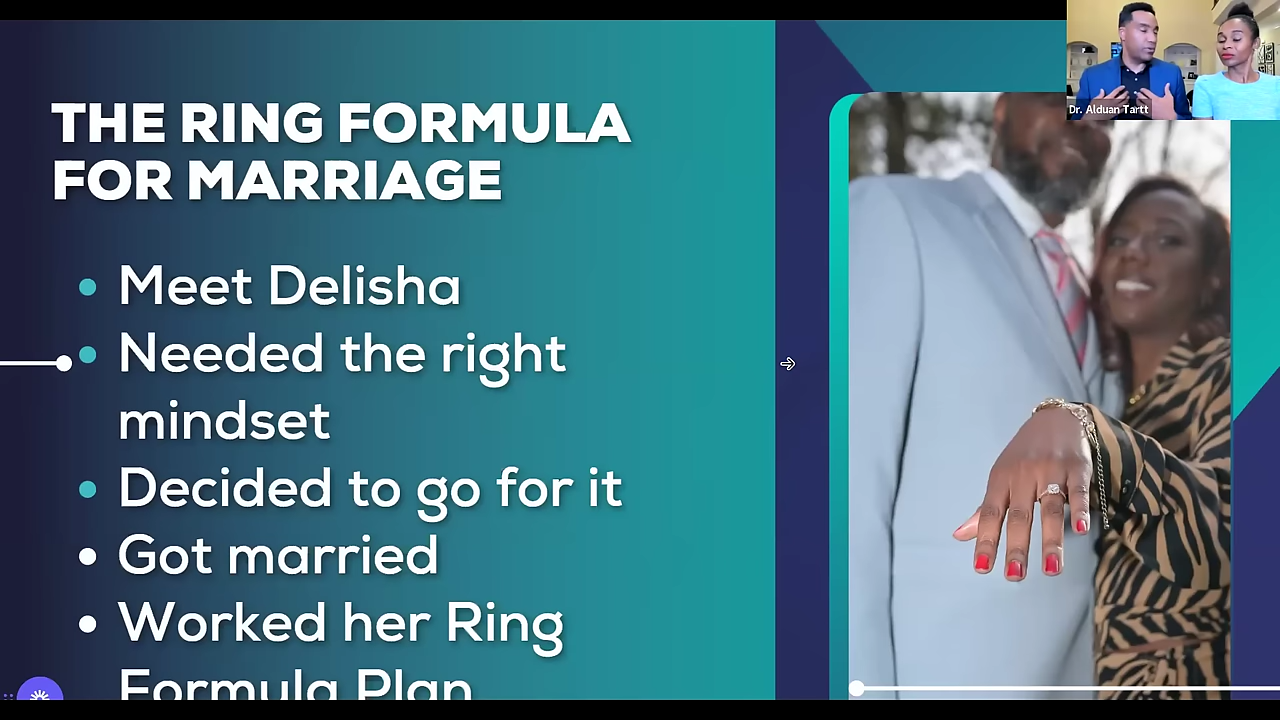 Dr. Alduan Tartt
THE RING FORMULA
FOR MARRIAGE
• Meet Delisha
• Needed the right
mindset
• Decided to go for it
• Got married
• Worked her Ring
Formula Plan